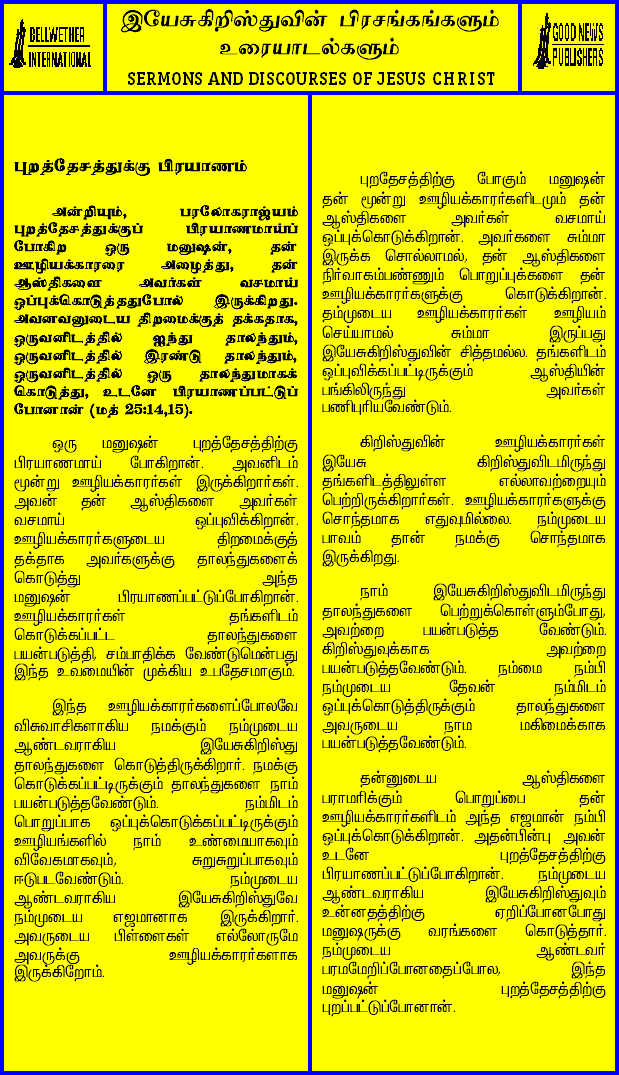 BELLWETHER
INTERNATIONAL
இயேசுகிறிஸ்துவின் பிரசங்கங்களும்
உரையாடல்களும்
SERMONS AND DISCOURSES OF JESUS CHRIST
GOOD NEWS
PUBLISHERS
புறத்தேசத்துக்கு பிரயாணம்
அன்றியும், பரலோகராஜ்யம்
புறத்தேசத்துக்குப் பிரயாணமாய்ப்
போகிற ஒரு மனுஷன், தன்
ஊழியக்காரரை அழைத்து, தன்
ஆஸ்திகளை அவர்கள் வசமாய்
ஒப்புக்கொடுத்ததுபோல் இருக்கிறது.
அவனவனுடைய திறமைக்குத் தக்கதாக,
ஒருவனிடத்தில் ஐந்து தாலந்தும்,
ஒருவனிடத்தில் இரண்டு தாலந்தும்,
ஒருவனிடத்தில் ஒரு தாலந்துமாகக்
கொடுத்து, உடனே பிரயாணப்பட்டுப்
போனான் (மத் 25:14,15).
ஒரு மனுஷன் புறத்தேசத்திற்கு
பிரயாணமாய் போகிறான். அவனிடம்
மூன்று ஊழியக்காரர்கள் இருக்கிறார்கள்.
அவன் தன் ஆஸ்திகளை அவர்கள்
வசமாய் ஒப்புவிக்கிறான்.
ஊழியக்காரர்களுடைய திறமைக்குத்
தக்தாக அவர்களுக்கு தாலந்துகளைக்
கொடுத்து அந்த
மனுஷன் பிரயாணப்பட்டுப்போகிறான்.
ஊழியக்காரர்கள் தங்களிடம்
கொடுக்கப்பட்ட தாலந்துகளை
பயன்படுத்தி, சம்பாதிக்க வேண்டுமென்பது
இந்த உவமையின் முக்கிய உபதேசமாகும்.
இந்த ஊழியக்காரர்களைப்போலவே
விசுவாசிகளாகிய நமக்கும் நம்முடைய
ஆண்டவராகிய இயேசுகிறிஸ்து
தாலந்துகளை கொடுத்திருக்கிறார். நமக்கு
கொடுக்கப்பட்டிருக்கும் தாலந்துகளை நாம்
பயன்படுத்தவேண்டும். நம்மிடம்
பொறுப்பாக ஒப்புக்கொடுக்கப்பட்டிருக்கும்
ஊழியங்களில் நாம் உண்மையாகவும்
விவேகமாகவும், சுறுசுறுப்பாகவும்
ஈடுபடவேண்டும். நம்முடைய
ஆண்டவராகிய இயேசுகிறிஸ்துவே
நம்முடைய எஜமானாக இருக்கிறார்.
அவருடைய பிள்ளைகள் எல்லோருமே
அவருக்கு ஊழியக்காரர்களாக
இருக்கிறோம்.
புறதேசத்திற்கு போகும் மனுஷன்
தன் மூன்று ஊழியக்காரர்களிடமும் தன்
ஆஸ்திகளை அவர்கள் வசமாய்
ஒப்புக்கொடுக்கிறான். அவர்களை சும்மா
இருக்க சொல்லாமல், தன் ஆஸ்திகளை
நிர்வாகம்பண்ணும் பொறுப்புக்களை தன்
ஊழியக்காரர்களுக்கு கொடுக்கிறான்.
தம்முடைய ஊழியக்காரர்கள் ஊழியம்
செய்யாமல் சும்மா இருப்பது
இயேசுகிறிஸ்துவின் சித்தமல்ல. தங்களிடம்
ஒப்புவிக்கப்பட்டிருக்கும் ஆஸ்தியின்
பங்கிலிருந்து அவர்கள்
பணிபுரியவேண்டும்.
கிறிஸ்துவின் ஊழியக்காரர்கள்
இயேசு கிறிஸ்துவிடமிருந்து
தங்களிடத்திலுள்ள எல்லாவற்றையும்
பெற்றிருக்கிறார்கள். ஊழியக்காரர்களுக்கு
சொந்தமாக எதுவுமில்லை. நம்முடைய
பாவம் தான் நமக்கு சொந்தமாக
இருக்கிறது.
நாம் இயேசுகிறிஸ்துவிடமிருந்து
தாலந்துகளை பெற்றுக்கொள்ளும்போது,
அவற்றை பயன்படுத்த வேண்டும்.
கிறிஸ்துவுக்காக அவற்றை
பயன்படுத்தவேண்டும். நம்மை நம்பி
நம்முடைய தேவன் நம்மிடம்
ஒப்புக்கொடுத்திருக்கும் தாலந்துகளை
அவருடைய நாம மகிமைக்காக
பயன்படுத்தவேண்டும்.
தன்னுடைய ஆஸ்திகளை
பராமரிக்கும் பொறுப்பை தன்
ஊழியக்காரர்களிடம் அந்த எஜமான் நம்பி
ஒப்புக்கொடுக்கிறான். அதன்பின்பு அவன்
உடனே புறத்தேசத்திற்கு
பிரயாணப்பட்டுப்போகிறான். நம்முடைய
ஆண்டவராகிய இயேசுகிறிஸ்துவும்
உன்னதத்திற்கு ஏறிப்போனபோது
மனுஷருக்கு வரங்களை கொடுத்தார்.
நம்முடைய ஆண்டவர்
பரமமேறிப்போனதைப்போல, இந்த
மனுஷன் புறத்தேசத்திற்கு
புறப்பட்டுப்போனான்.